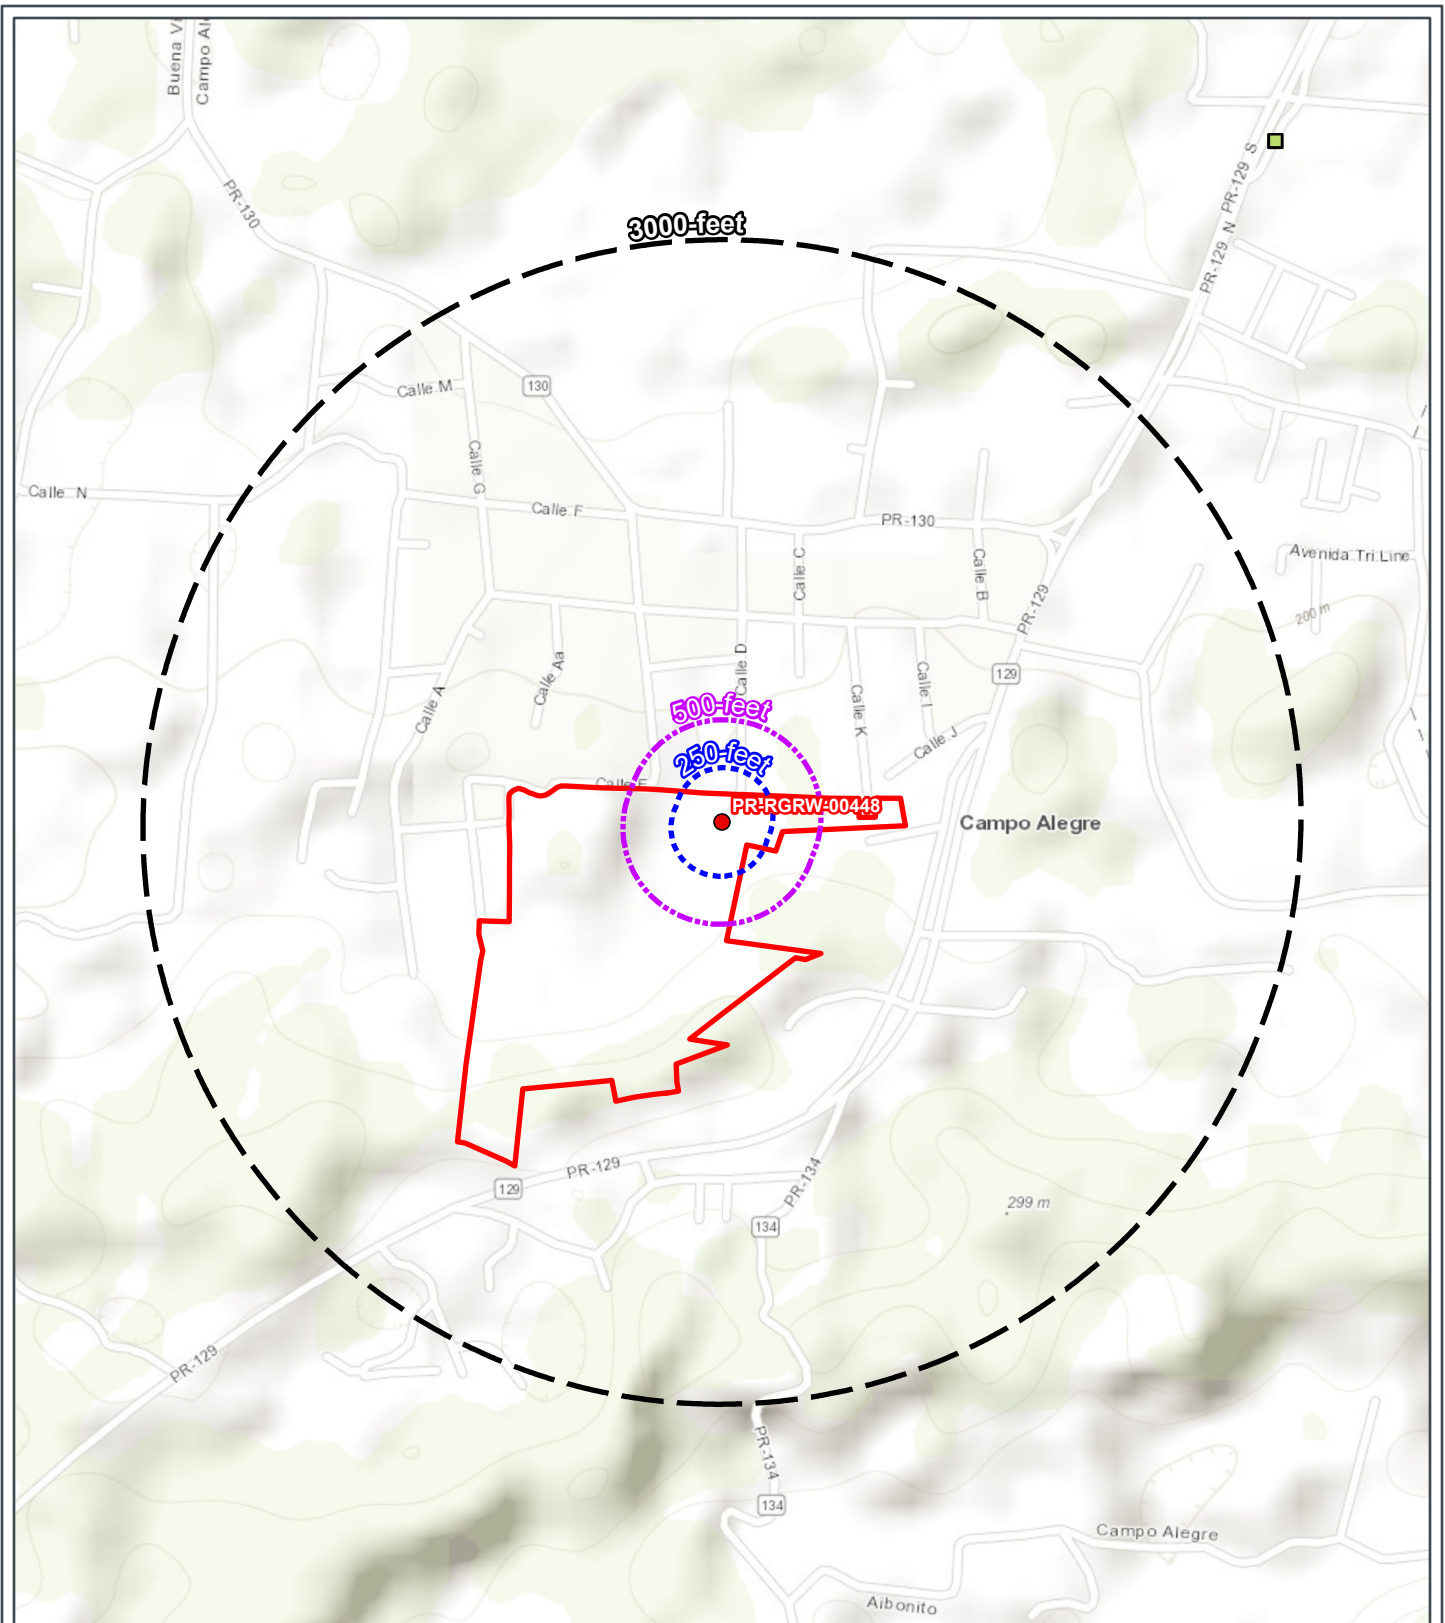 Buena Vi
Campo Al
PR-129 S
PR-130
3000-feet
PR-129 N
130
Calle M
Calle G
Calle N
Calle F
PR-130
Calle C
Calle B
Avenida Tri Line
PR-129
200 m
129
Calle D
Calle Aa
Calle A
Calle I
Calle K
Calle J
500-feet
250-feet
Calle E
PR-RGRW-00448
Campo Alegre
PR-129
129
PR-134
299 m
134
PR-129
PR-134
134
Campo Alegre
Aibonito